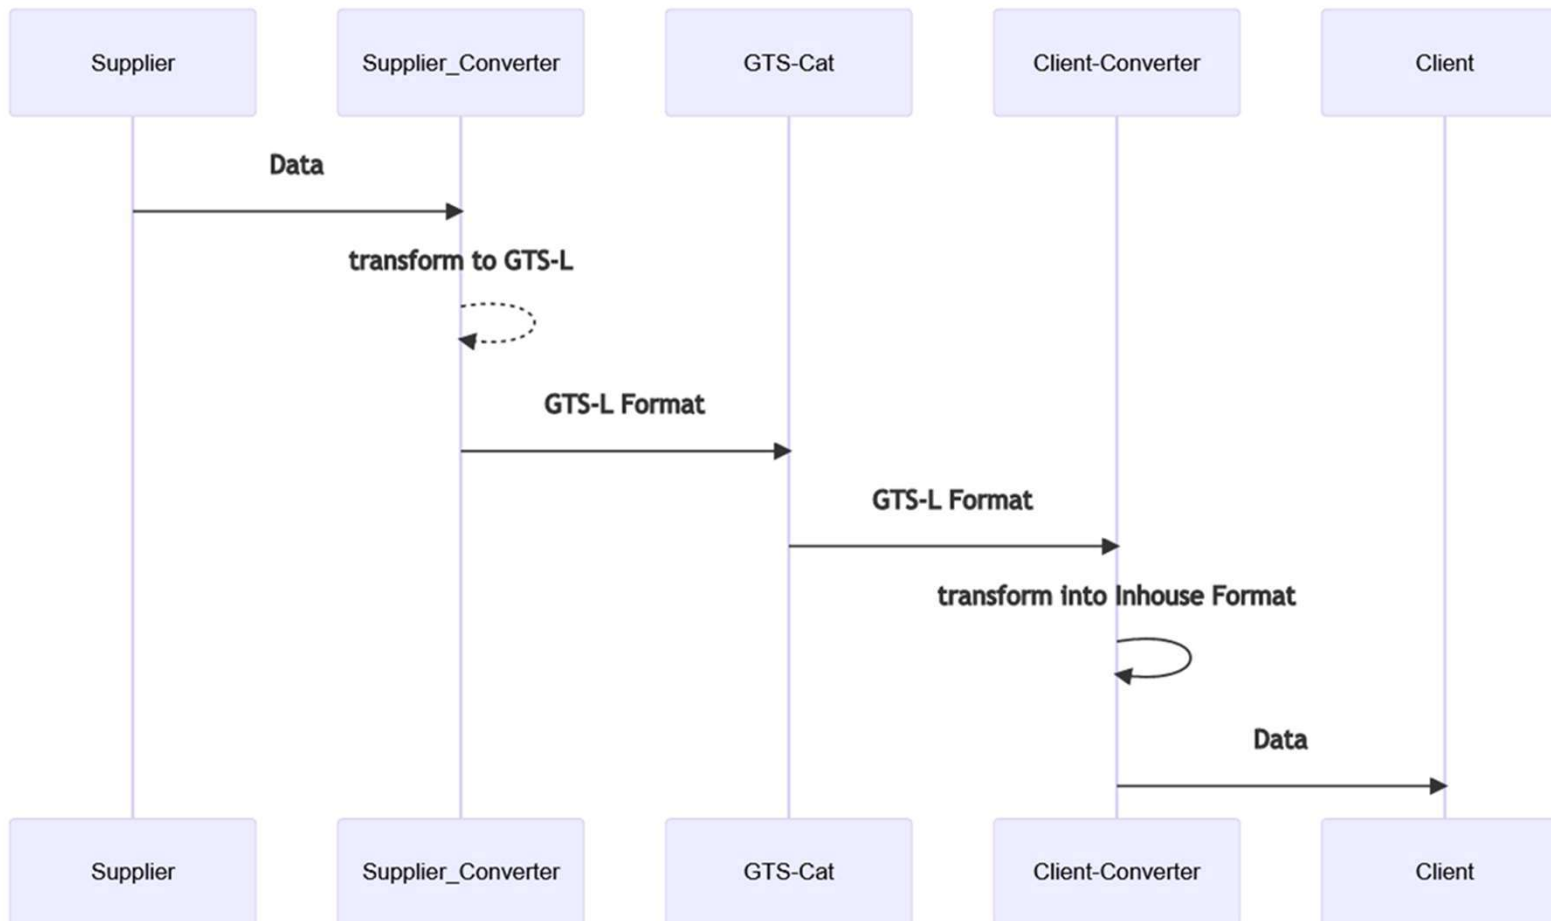 Supplier
Supplier_Converter
GTS-Cat
Client-Converter
Client
Data
transform to GTS-L
GTS-L Format
GTS-L Format
transform into Inhouse Format
Data
Supplier
Supplier_Converter
GTS-Cat
Client-Converter
Client